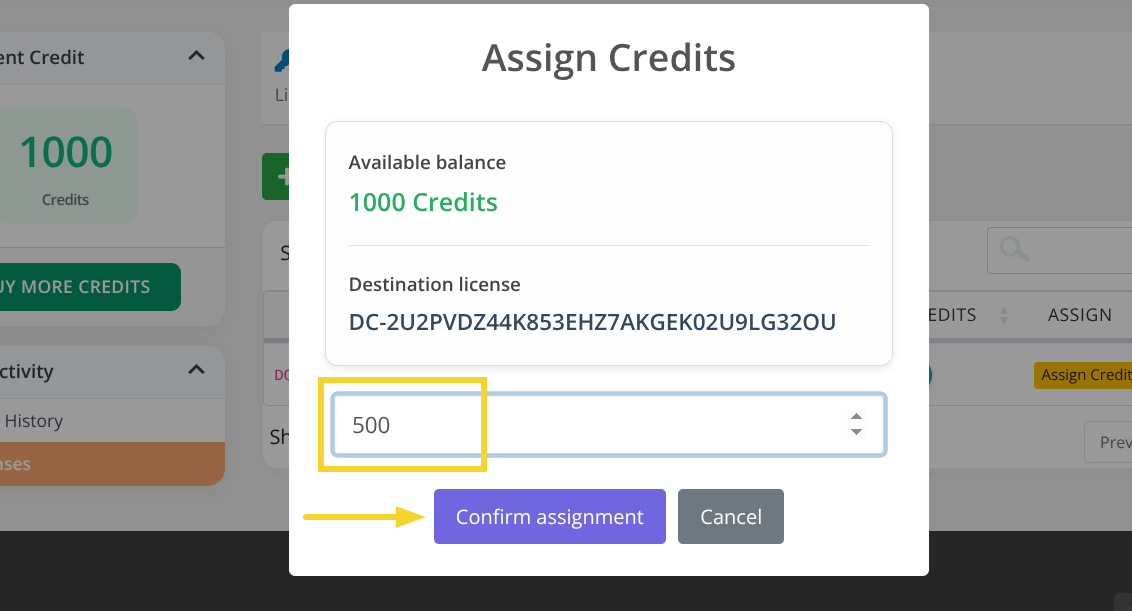 Assign Credits
Available balance
1000 Credits
Destination license
DC-2U2PVDZ44K853EHZ7AKGEK02U9LG32OU
500
Confirm assignment
Cancel
ent Credit
1000
Credits
UY MORE CREDITS
ctivity
History
nses
Li
S
DC
Sh
EDITS
ASSIGN
Assign Credit
Prev